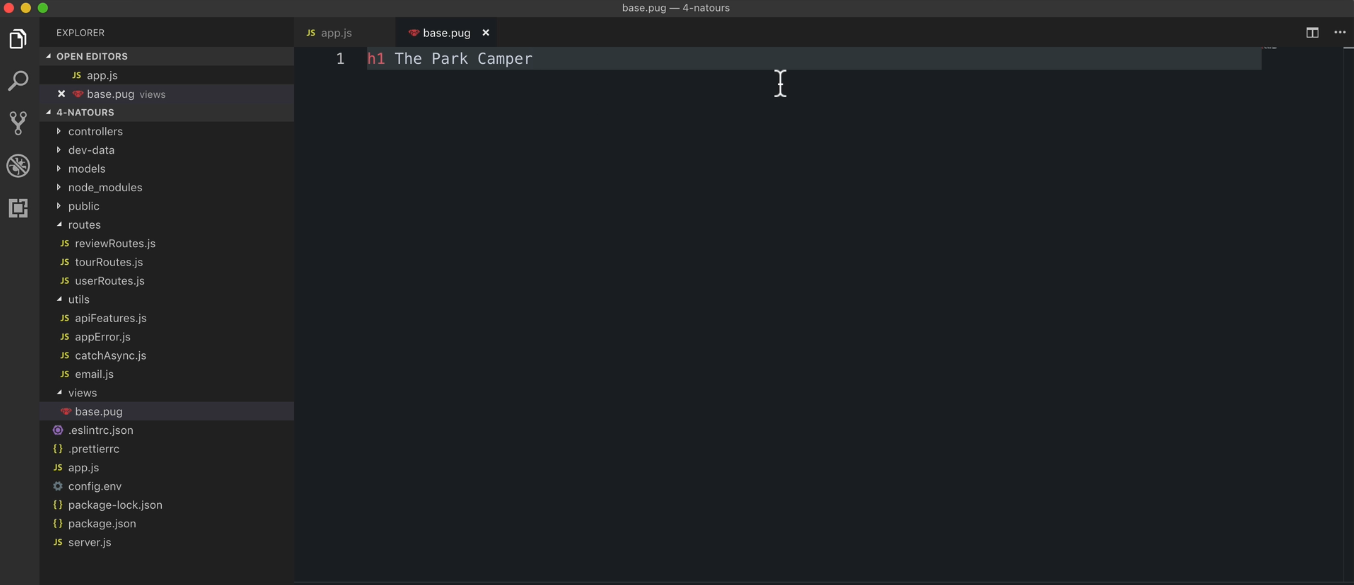 base.pug — 4-natours
EXPLORER
OPEN EDITORS
JS app.js
base.pug views
4-NATOURS
controllers
dev-data
models
node_modules
public
routes
JS reviewRoutes.js
JS tourRoutes.js
JS userRoutes.js
utils
JS apiFeatures.js
JS appError.js
JS catchAsync.js
JS email.js
views
base.pug
.eslintrc.json
{ } .prettierrc
JS app.js
config.env
{ } package-lock.json
{ } package.json
JS server.js
JS app.js
base.pug
1 h1 The Park Camper